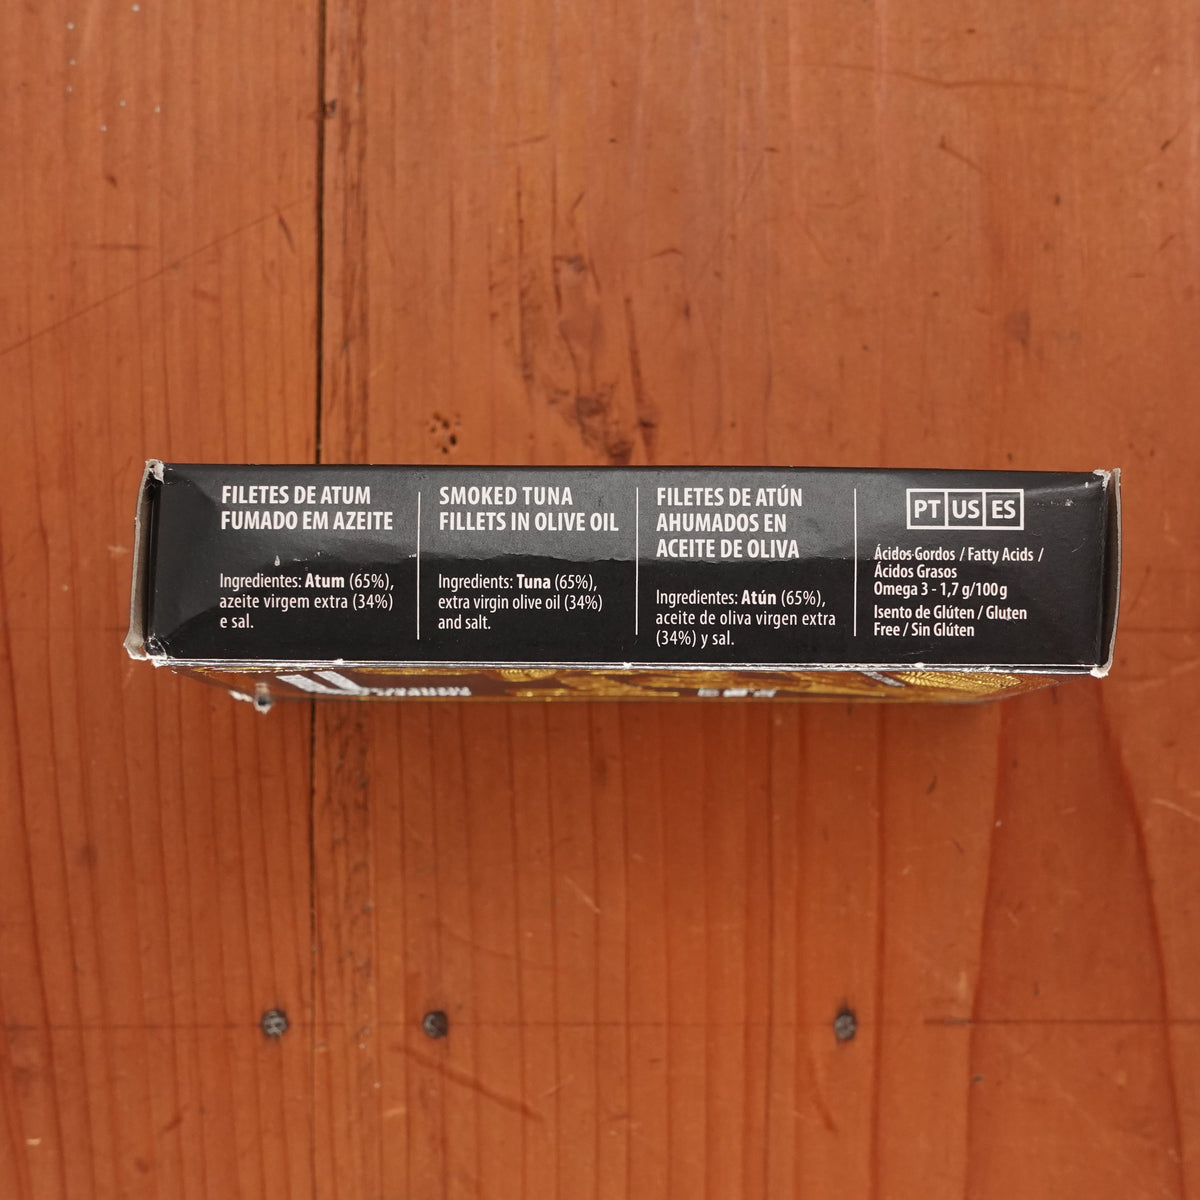 FILETES DE ATUM
FUMADO EM AZEITE
Ingredientes: Atum (65%),
azeite virgem extra (34%)
e sal.
SMOKED TUNA
FILLETS IN OLIVE OIL
Ingredients: Tuna (65%),
extra virgin olive oil (34%)
and salt.
FILETES DE ATÚN
AHUMADOS EN
ACEITE DE OLIVA
Ingredientes: Atún (65%),
aceite de oliva virgen extra
(34%) y sal.
PT US ES
Ácidos Gordos / Fatty Acids /
Ácidos Grasos
Omega 3 - 1,7 g/100g
Isento de Glúten / Gluten
Free / Sin Glúten